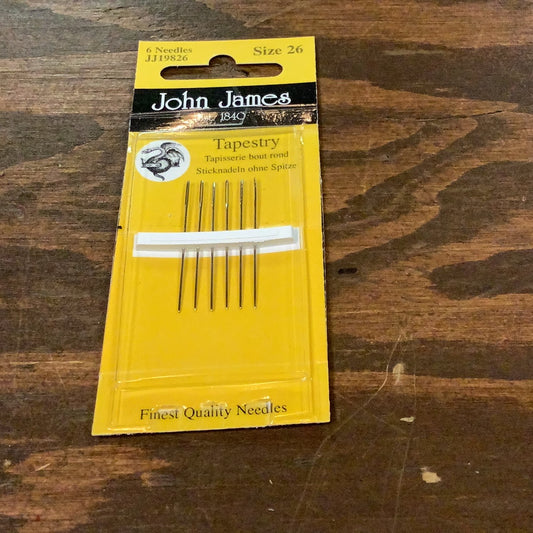 6 Needles
Size 26
JJ19826
John James
1840
Tapestry
Tapisserie bout rond
Sticknadeln ohne Spitze
Finest Quality Needles